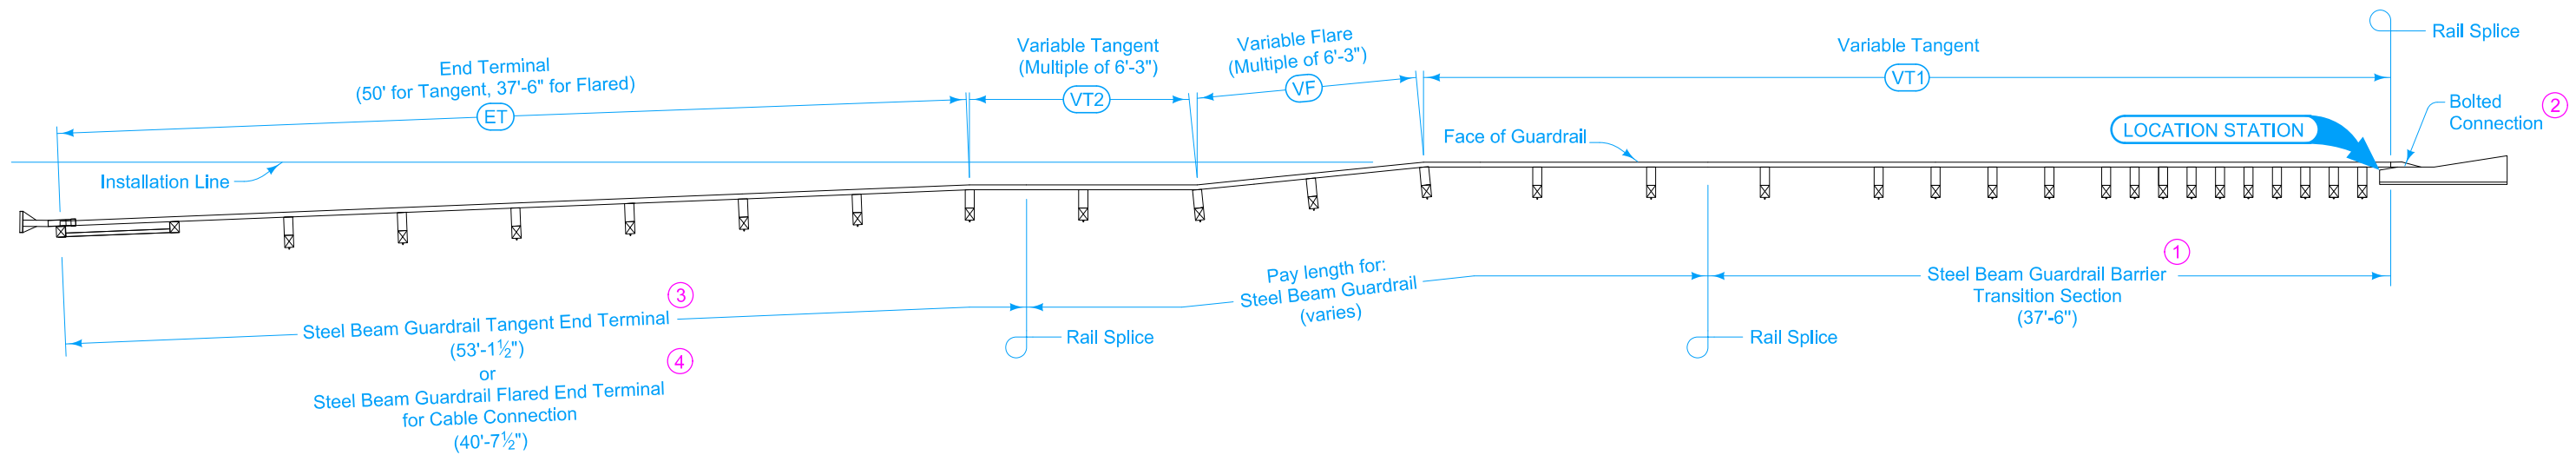 End Terminal
(50' for Tangent, 37'-6" for Flared)
ET
Variable Tangent
(Multiple of 6'-3")
VT2
Variable Flare
(Multiple of 6'-3")
VF
Variable Tangent
VT1
Rail Splice
Bolted
Connection
2
LOCATION STATION
Face of Guardrail
Installation Line
Steel Beam Guardrail Tangent End Terminal
3
(53'-1½")
or
Steel Beam Guardrail Flared End Terminal
4
for Cable Connection
(40'-7½")
Rail Splice
Pay length for:
Steel Beam Guardrail
(varies)
Rail Splice
Steel Beam Guardrail Barrier
1
Transition Section
(37'-6")